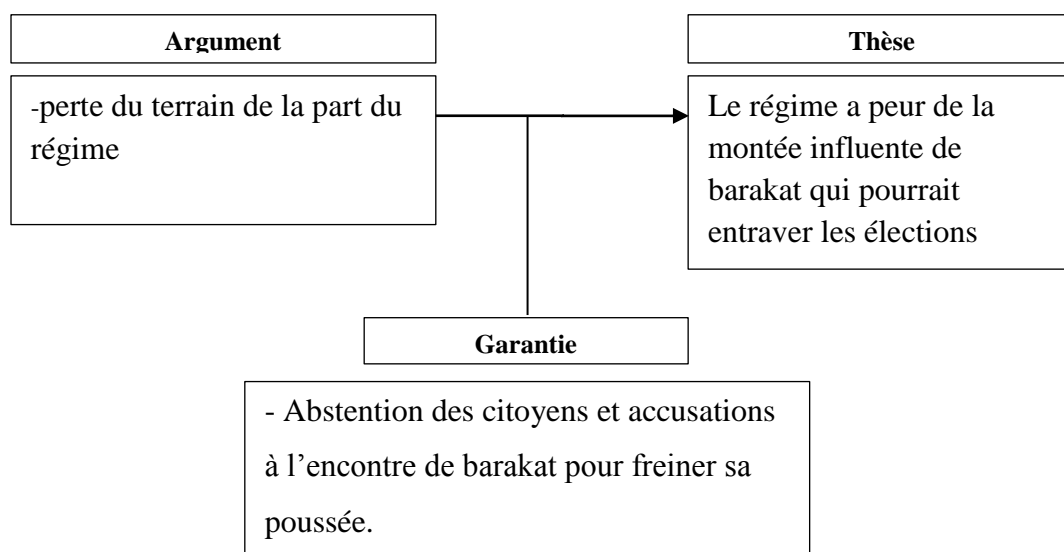 Argument
-perte du terrain de la part du
régime
Thèse
Le régime a peur de la
montée influente de
barakat qui pourrait
entraver les élections
Garantie
- Abstention des citoyens et accusations
à l’encontre de barakat pour freiner sa
poussée.